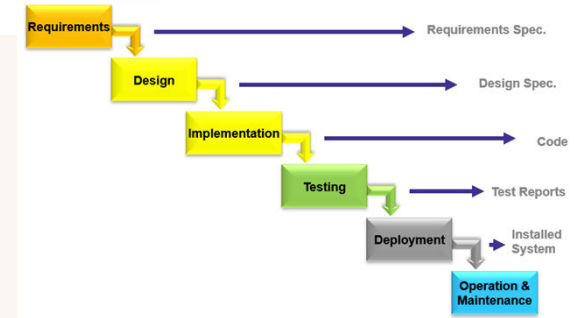 Requirements
Requirements Spec.
Design
Design Spec.
Implementation
Code
Testing
Test Reports
Deployment
Installed
System
Operation &
Maintenance